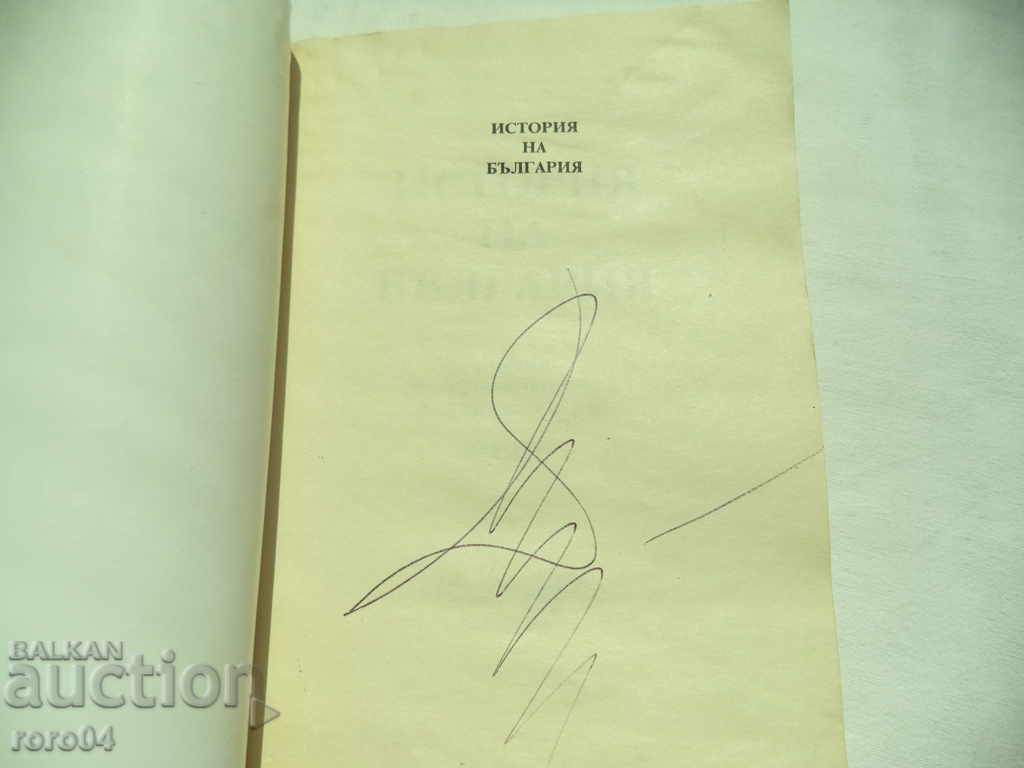 ИСТОРИЯ
НА
БЪЛГАРИЯ
BALKAN
auction
roro04